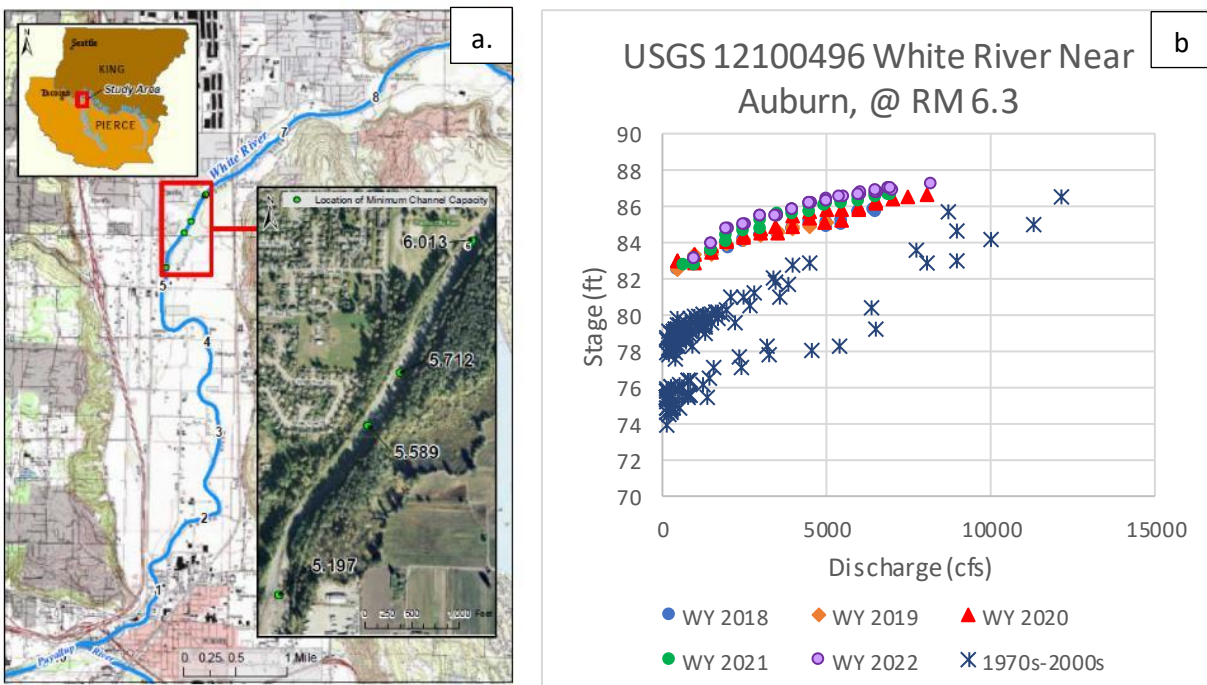 a.
N
Seattle
KING
Tacoma
Study Area
PIERCE
8
7
White River
N
Location of Minimum Channel Capacity
6.013
5.712
5.589
5.197
0 250 500 1,000 Feet
5
4
3
2
1
Puyallup
River
0 0.25 0.5 1 Mile
b
USGS 12100496 White River Near
Auburn, @ RM 6.3
Stage (ft)
90
88
86
84
82
80
78
76
74
72
70
0 5000 10000 15000
Discharge (cfs)
WY 2018 WY 2019 WY 2020
WY 2021 WY 2022 1970s-2000s